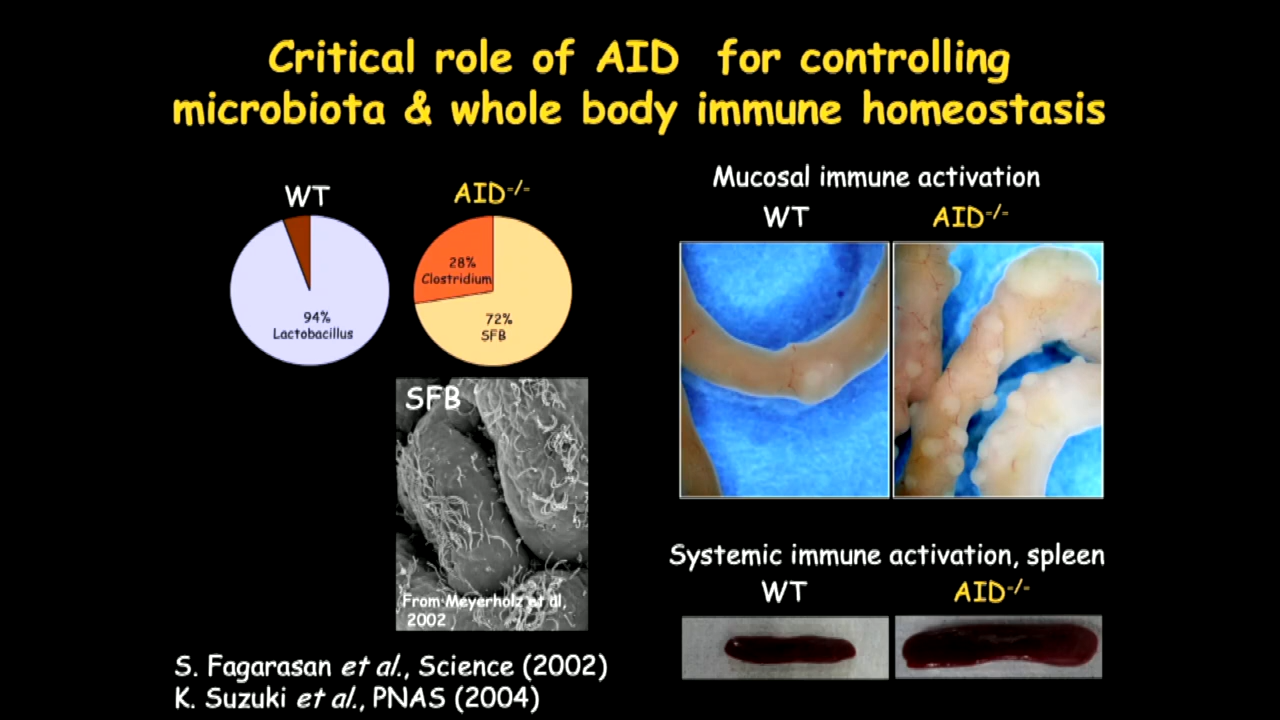 Critical role of AID for controlling
microbiota & whole body immune homeostasis
WT
AID-/-
94%
Lactobacillus
28%
Clostridium
72%
SFB
SFB
From Meyerholz et al,
2002
S. Fagarasan et al., Science (2002)
K. Suzuki et al., PNAS (2004)
Mucosal immune activation
WT
AID-/-
Systemic immune activation, spleen
WT
AID-/-